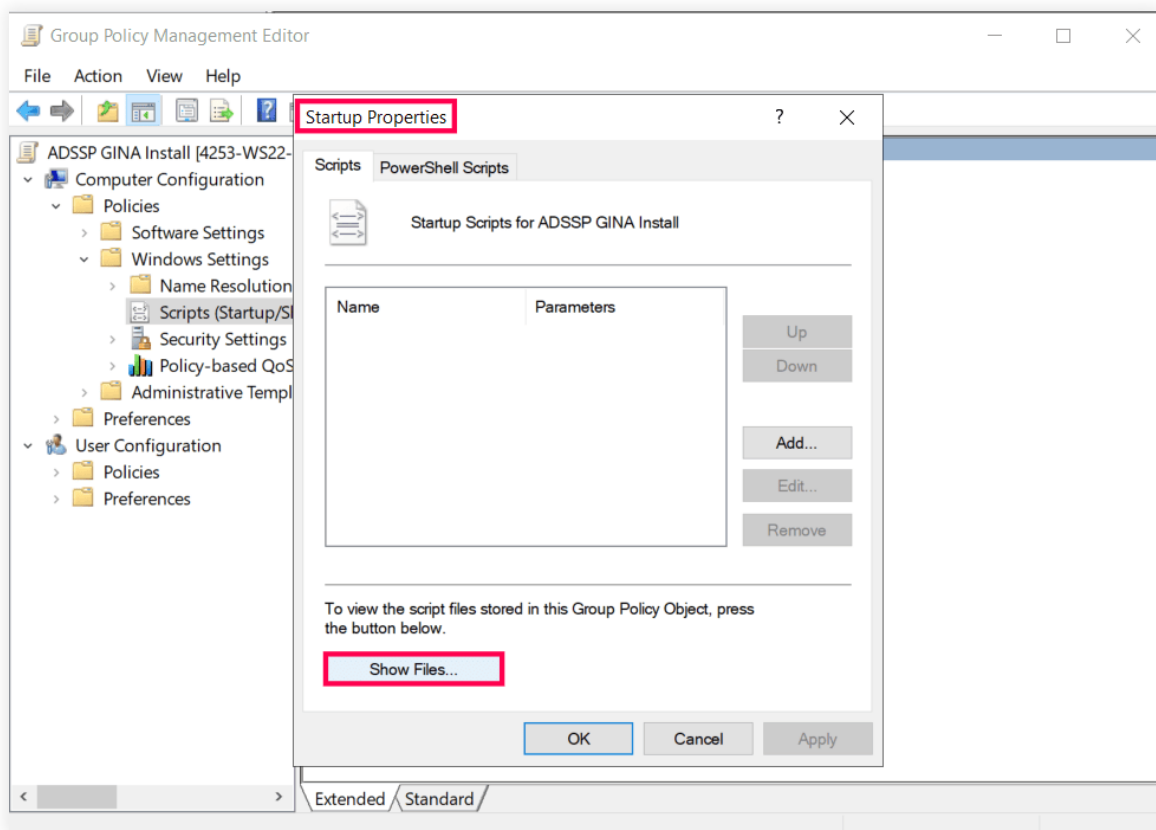 Group Policy Management Editor
File Action View Help
Startup Properties
?
ADSSP GINA Install [4253-WS22-
Computer Configuration
Policies
Software Settings
Windows Settings
Name Resolution
Scripts (Startup/Sh
Security Settings
Policy-based QoS
Administrative Templ
Preferences
User Configuration
Policies
Preferences
Scripts PowerShell Scripts
Startup Scripts for ADSSP GINA Install
Name Parameters
Up
Down
Add...
Edit...
Remove
To view the script files stored in this Group Policy Object, press
the button below.
Show Files...
OK Cancel Apply
Extended Standard